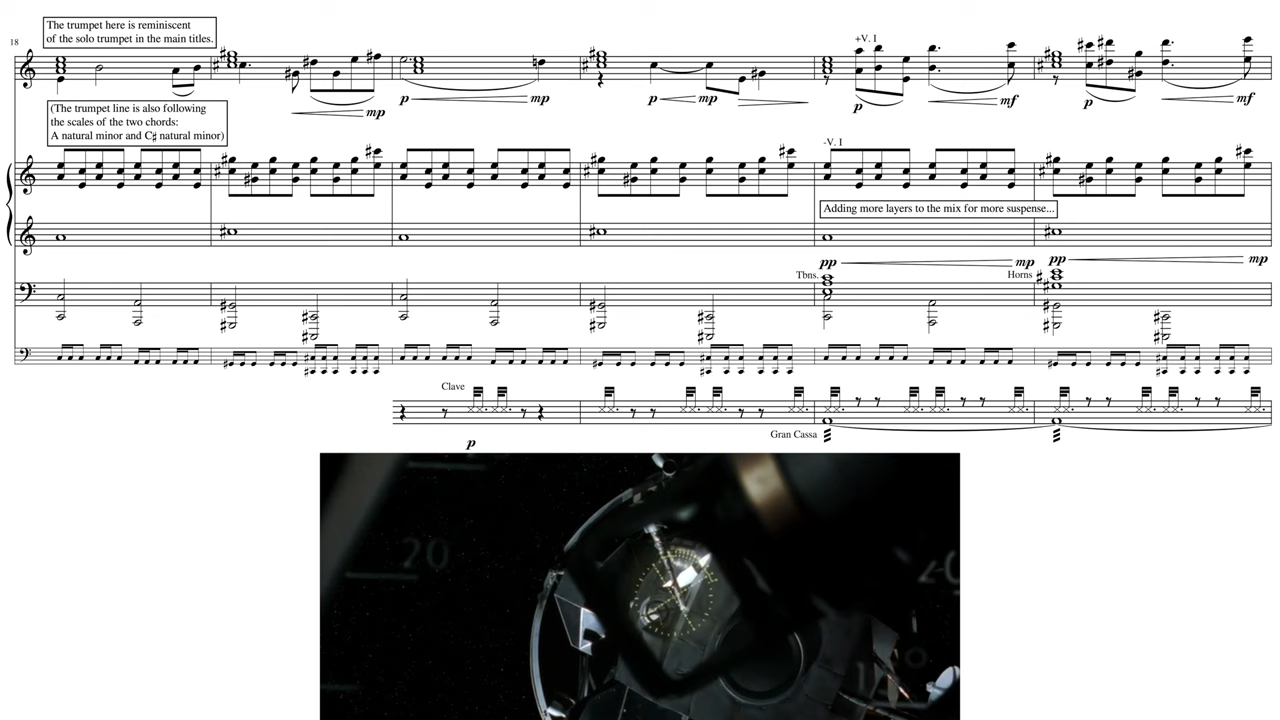 The trumpet here is reminiscent
of the solo trumpet in the main titles.
18
+V. I
p
mp
p
mp
p
mf
p
mf
mp
(The trumpet line is also following
the scales of the two chords:
A natural minor and C♯ natural minor)
-V. I
Adding more layers to the mix for more suspense...
pp
mp
pp
mp
Tbns.
Horns
Clave
p
Gran Cassa
20